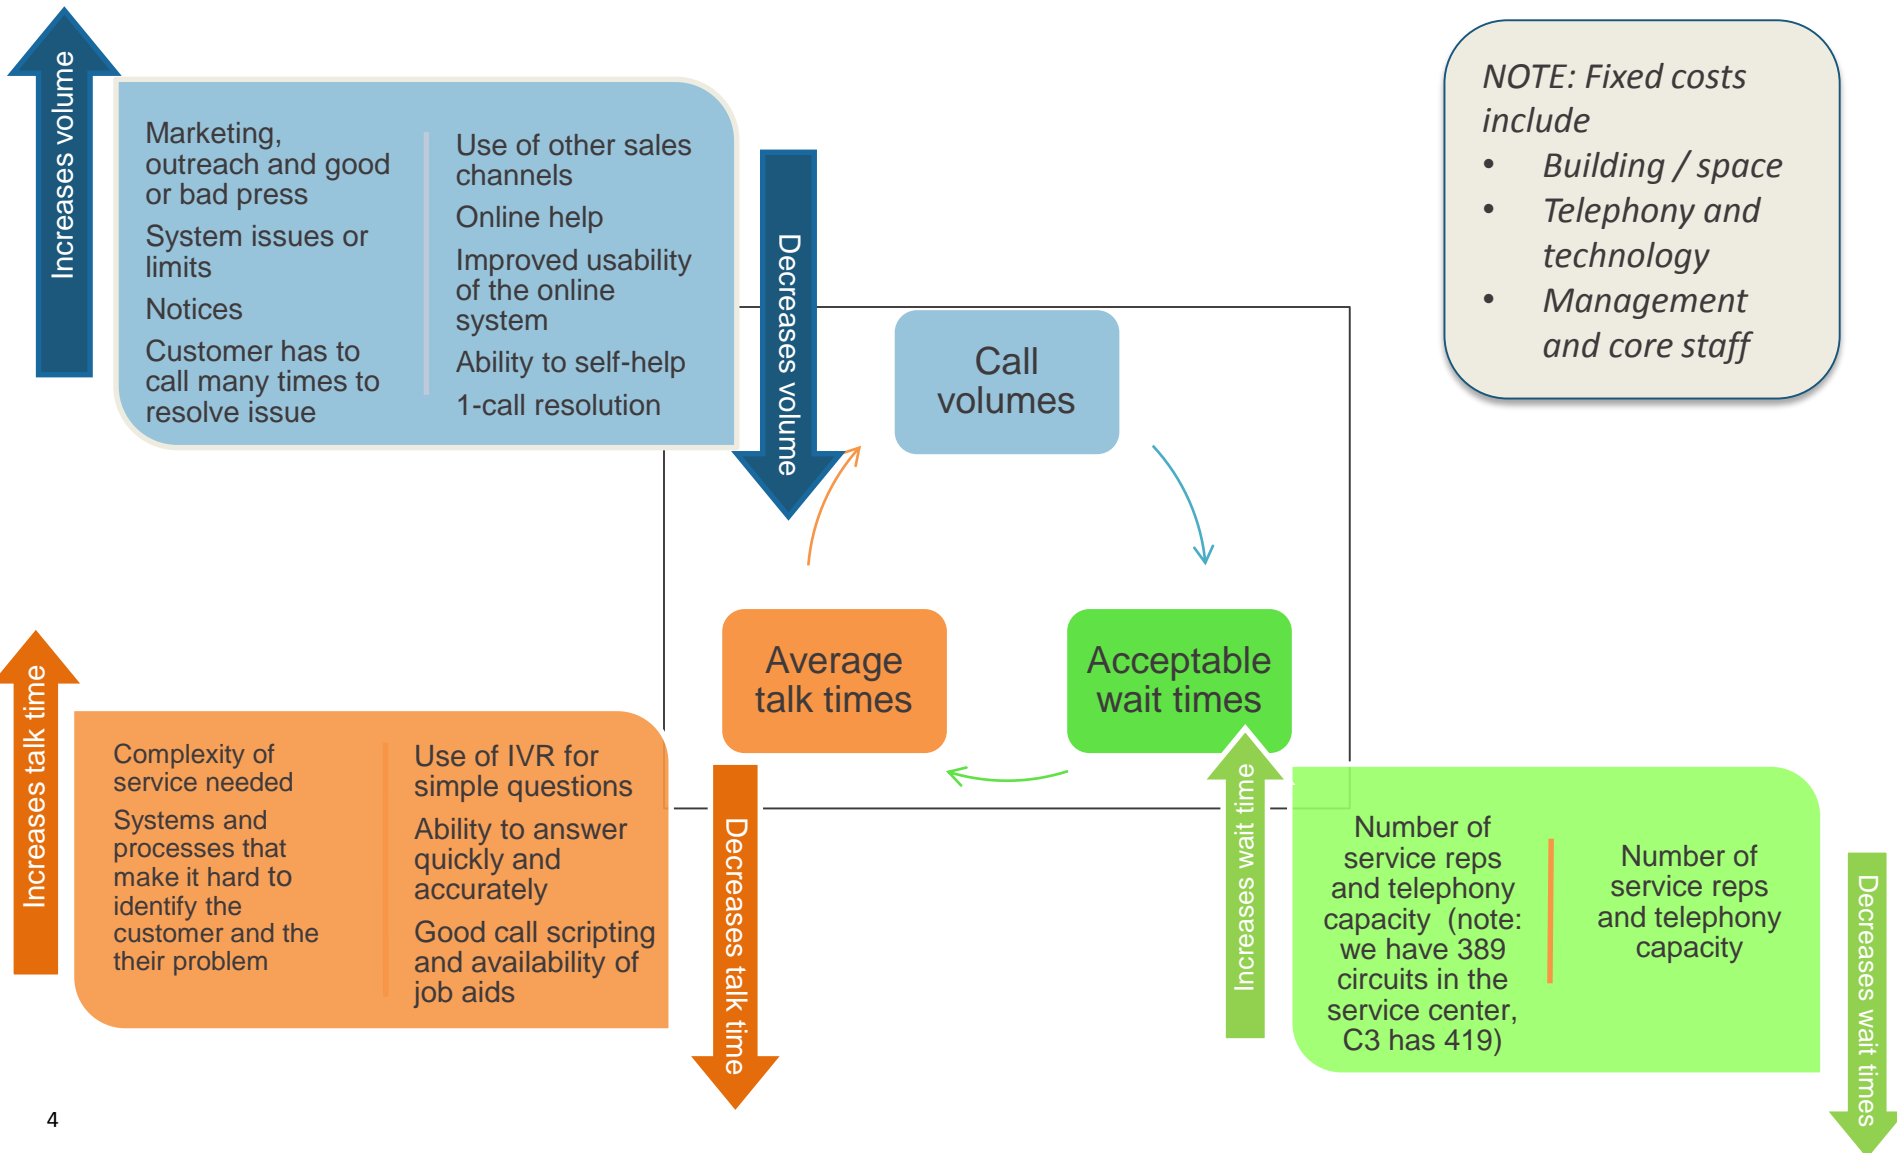 Increases volume
Marketing,
outreach and good
or bad press
System issues or
limits
Notices
Customer has to
call many times to
resolve issue
Use of other sales
channels
Online help
Improved usability
of the online
system
Ability to self-help
1-call resolution
Decreases volume
NOTE: Fixed costs
include
• Building / space
• Telephony and
technology
• Management
and core staff
Call
volumes
Average
talk times
Acceptable
wait times
Increases talk time
Complexity of
service needed
Systems and
processes that
make it hard to
identify the
customer and the
their problem
Use of IVR for
simple questions
Ability to answer
quickly and
accurately
Good call scripting
and availability of
job aids
Decreases talk time
Increases wait time
Number of
service reps
and telephony
capacity (note:
we have 389
circuits in the
service center,
C3 has 419)
Number of
service reps
and telephony
capacity
Decreases wait times
4